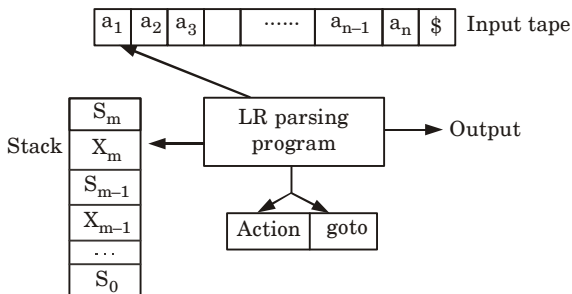 a₁ a₂ a₃ ...... aₙ₋₁ aₙ $ Input tape
LR parsing
program
Output
Stack
Sₘ
Xₘ
Sₘ₋₁
Xₘ₋₁
...
S₀
Action goto